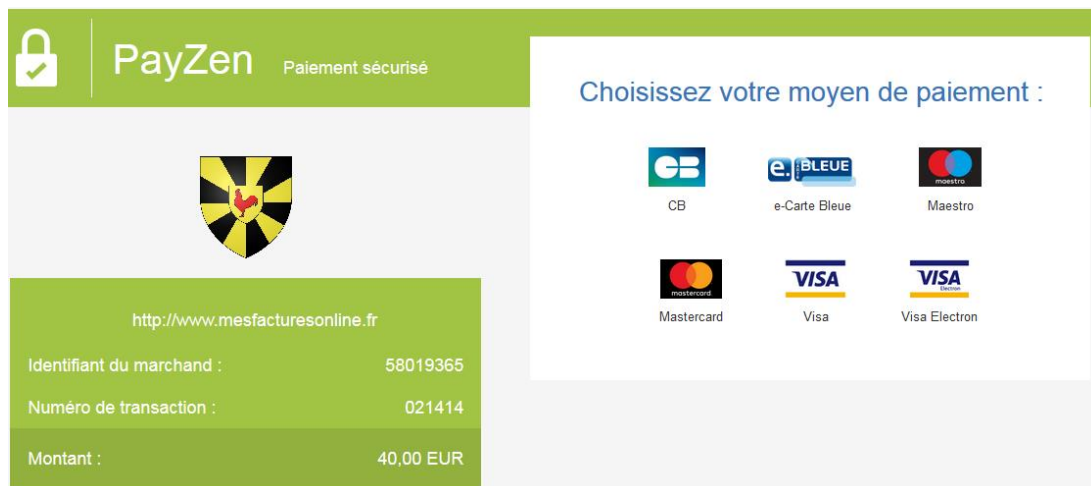 PayZen Paiement sécurisé
http://www.mesfacturesonline.fr
Identifiant du marchand : 58019365
Numéro de transaction : 021414
Montant : 40,00 EUR
Choisissez votre moyen de paiement :
CB e. BLEUE maestro
CB e-Carte Bleue Maestro
mastercard VISA VISA Electron
Mastercard Visa Visa Electron